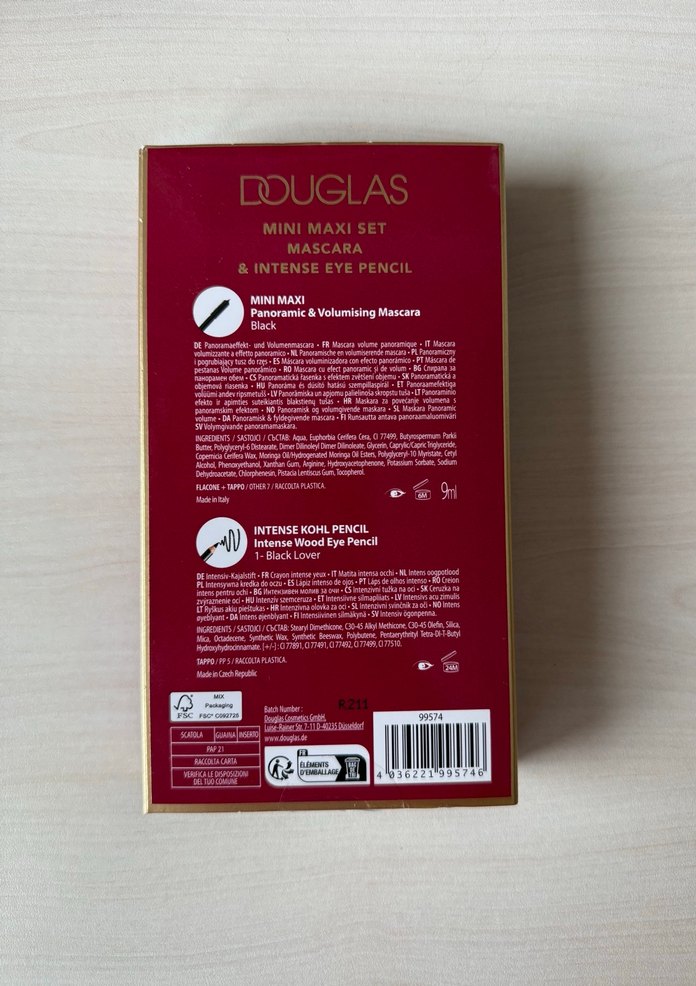 DOUGLAS
MINI MAXI SET
MASCARA
& INTENSE EYE PENCIL
MINI MAXI
Panoramic & Volumising Mascara
Black
DE Panoramaeffekt- und Volumenmascara • FR Mascara volume panoramique • IT Mascara
volumizzante a effetto panoramico • NL Panoramische en volumiserende mascara • PL Panoramiczny
i pogrubiający tusz do rzęs • ES Máscara voluminizadora con efecto panorámico • PT Máscara de
pestanas Volume panorâmico • RO Mascara cu efect panoramic și de volum • BG Спирала за
панорамен обем • CS Panoramatická řasenka s efektem zvětšení objemu • SK Panoramatická a
objemová riasenka • HU Panoráma és dúsító hatású szempillaspirál • ET Panoraamefektiga
volüümi andev ripsmetušš • LV Panorāmiska un apjomu palielinoša skropstu tuša • LT Panoraminio
efekto ir apimties suteikiantis blakstienų tušas • HR Maskara za povećanje volumena s
panoramskim efektom • NO Panoramisk og volumgivende maskara • SL Maskara Panoramic
volume • DA Panoramisk & fyldegivende mascara • FI Runsautta antava panoraamaluomiväri
SV Volymgivande panoramamaskara.
INGREDIENTS / SASTOJCI / СЪСТАВ: Aqua, Euphorbia Cerifera Cera, CI 77499, Butyrospermum Parkii
Butter, Polyglyceryl-6 Distearate, Dimer Dilinoleyl Dimer Dilinoleate, Glycerin, Caprylic/Capric Triglyceride,
Copernicia Cerifera Wax, Moringa Oil/Hydrogenated Moringa Oil Esters, Polyglyceryl-10 Myristate, Cetyl
Alcohol, Phenoxyethanol, Xanthan Gum, Arginine, Hydroxyacetophenone, Potassium Sorbate, Sodium
Dehydroacetate, Chlorphenesin, Pistacia Lentiscus Gum, Tocopherol.
FLACONE + TAPPO / OTHER 7 / RACCOLTA PLASTICA.
Made in Italy
6M
9ml
INTENSE KOHL PENCIL
Intense Wood Eye Pencil
1- Black Lover
DE Intensiv-Kajalstift • FR Crayon intense yeux • IT Matita intensa occhi • NL Intens oogpotlood
PL Intensywna kredka do oczu • ES Lápiz intenso de ojos • PT Lápis de olhos intenso • RO Creion
intens pentru ochi • BG Интензивен молив за очи • CS Intenzivní tužka na oči • SK Ceruzka na
zvýraznenie očí • HU Intenzív szemceruza • ET Intensiivne silmapliiats • LV Intensīvs acu zīmulis
LT Ryškus akių pieštukas • HR Intenzivna olovka za oči • SL Intenzivni svinčnik za oči • NO Intens
øyeblyant • DA Intens øjenblyant • FI Intensiivinen silmäkynä • SV Intensiv ögonpenna.
INGREDIENTS / SASTOJCI / СЪСТАВ: Stearyl Dimethicone, C30-45 Alkyl Methicone, C30-45 Olefin, Silica,
Mica, Octadecene, Synthetic Wax, Synthetic Beeswax, Polybutene, Pentaerythrityl Tetra-DI-T-Butyl
Hydroxyhydrocinnamate. [+/-] : CI 77891, CI 77491, CI 77492, CI 77499, CI 77510.
TAPPO / PP 5 / RACCOLTA PLASTICA.
Made in Czech Republic
24M
FSC
MIX
Packaging
FSC® C092726
SCATOLA GUAINA INSERTO
PAP 21
RACCOLTA CARTA
VERIFICA LE DISPOSIZIONI
DEL TUO COMUNE
Batch Number :
R 211
Douglas Cosmetics GmbH,
Luise-Rainer Str. 7-11 D-40235 Düsseldorf
www.douglas.de
FR
ÉLÉMENTS
D'EMBALLAGE
BAC
DE TRI
99574
4 036221 995746